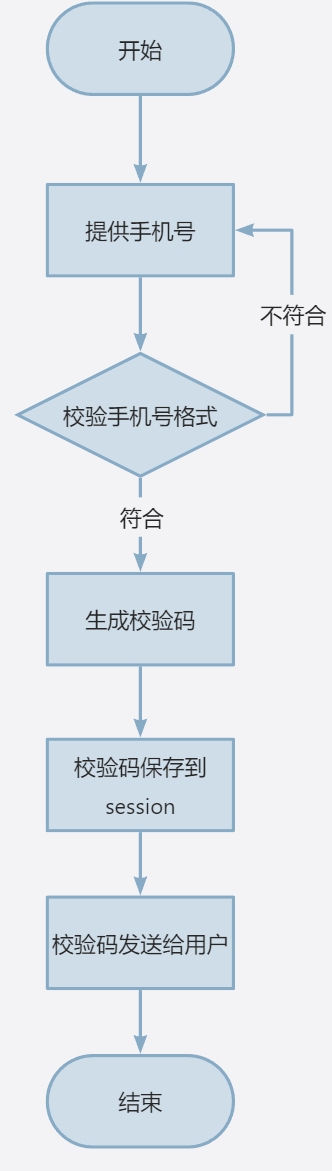 开始
提供手机号
不符合
校验手机号格式
符合
生成校验码
校验码保存到
session
校验码发送给用户
结束